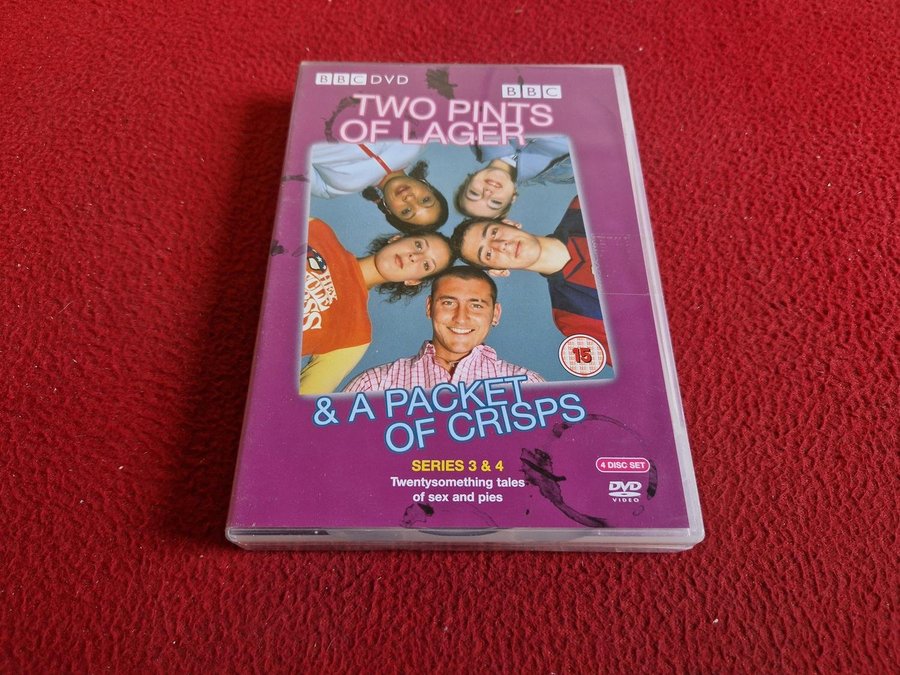 BBC DVD
BBC
TWO PINTS
OF LAGER
15
& A PACKET
OF CRISPS
SERIES 3 & 4
Twentysomething tales
of sex and pies
4 DISC SET
DVD
VIDEO